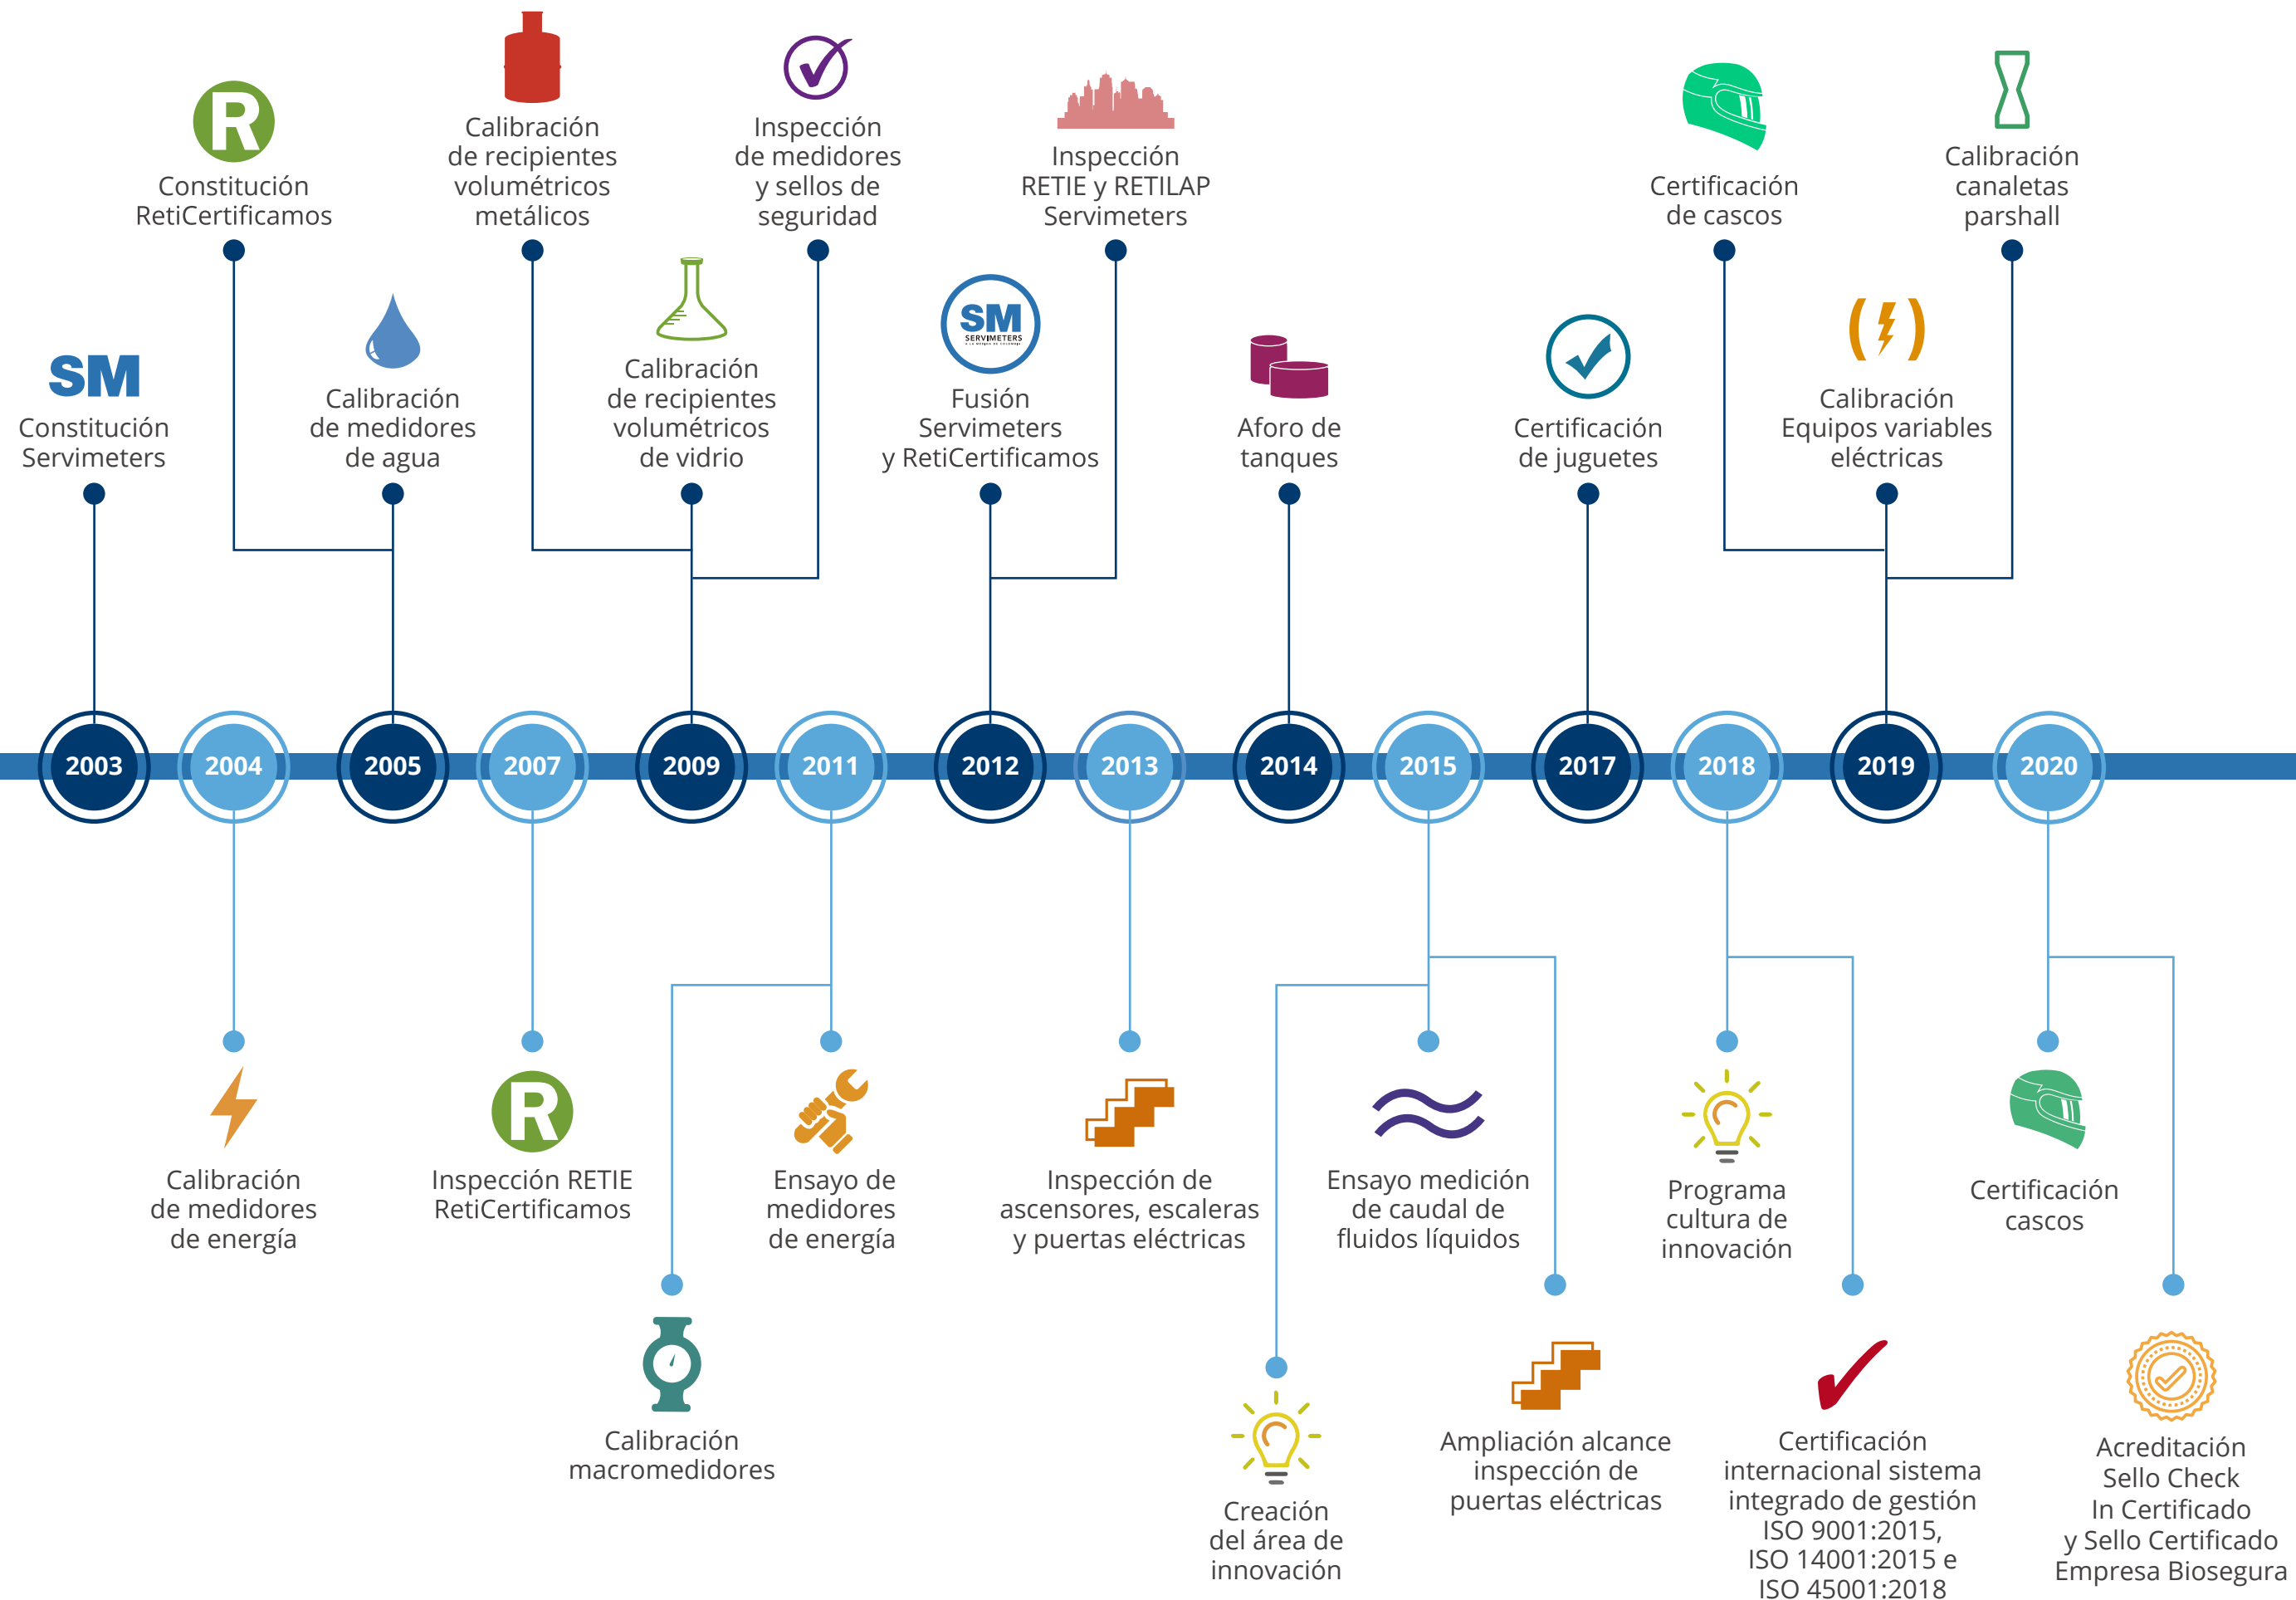 R
Constitución
RetiCertificamos
Calibración
de recipientes
volumétricos
metálicos
Inspección
de medidores
y sellos de
seguridad
Inspección
RETIE y RETILAP
Servimeters
Certificación
de cascos
Calibración
canaletas
parshall
SM
Constitución
Servimeters
Calibración
de medidores
de agua
Calibración
de recipientes
volumétricos
de vidrio
SM
SERVIMETERS
Fusión
Servimeters
y RetiCertificamos
Aforo de
tanques
Certificación
de juguetes
Calibración
Equipos variables
eléctricas
2003
2004
2005
2007
2009
2011
2012
2013
2014
2015
2017
2018
2019
2020
Calibración
de medidores
de energía
R
Inspección RETIE
RetiCertificamos
Ensayo de
medidores
de energía
Inspección de
ascensores, escaleras
y puertas eléctricas
Ensayo medición
de caudal de
fluidos líquidos
Programa
cultura de
innovación
Certificación
cascos
Calibración
macromedidores
Creación
del área de
innovación
Ampliación alcance
inspección de
puertas eléctricas
Certificación
internacional sistema
integrado de gestión
ISO 9001:2015,
ISO 14001:2015 e
ISO 45001:2018
Acreditación
Sello Check
In Certificado
y Sello Certificado
Empresa Biosegura